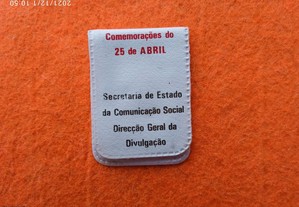 2021/12/1 10:50
Comemorações do
25 de ABRIL
Secretaria de Estado
da Comunicação Social
Direcção Geral da
Divulgação